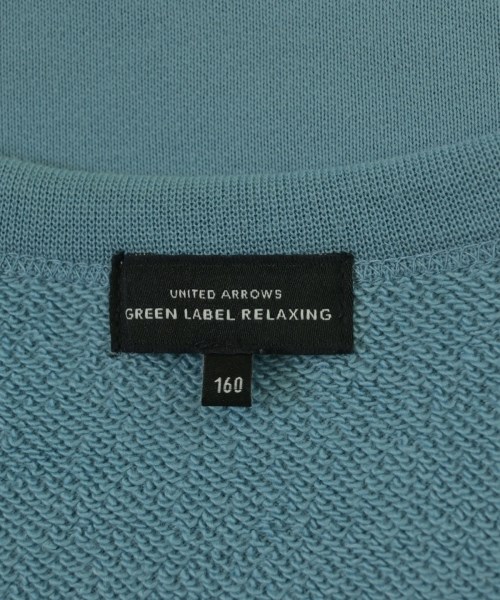 UNITED ARROWS
GREEN LABEL RELAXING
160